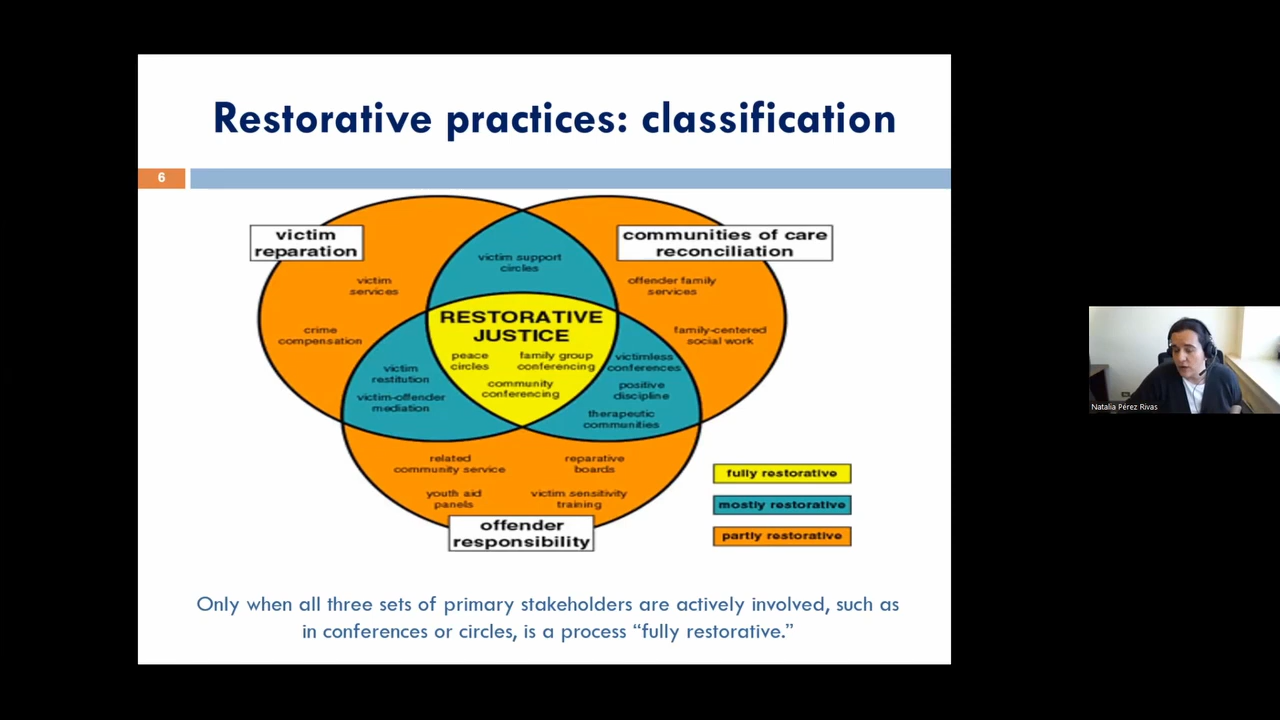 Restorative practices: classification
6
victim
reparation
communities of care
reconciliation
victim support
circles
victim
services
offender family
services
crime
compensation
family-centered
social work
RESTORATIVE
JUSTICE
peace
circles
family group
conferencing
community
conferencing
victim
restitution
victim-offender
mediation
victimless
conferences
positive
discipline
therapeutic
communities
related
community service
reparative
boards
youth aid
panels
victim sensitivity
training
offender
responsibility
fully restorative
mostly restorative
partly restorative
Only when all three sets of primary stakeholders are actively involved, such as
in conferences or circles, is a process “fully restorative.”
Natalia Pérez Rivas